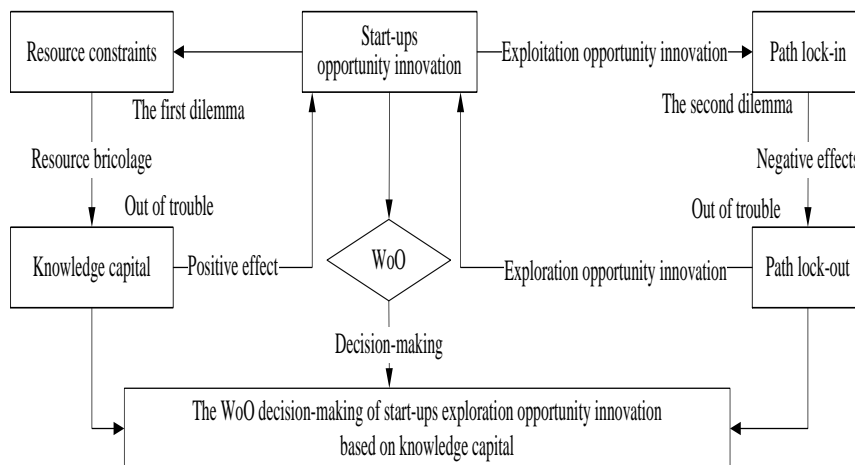 Resource constraints
Start-ups
opportunity innovation
Exploitation opportunity innovation
Path lock-in
The first dilemma
The second dilemma
Resource bricolage
Negative effects
Out of trouble
Out of trouble
Knowledge capital
Positive effect
WoO
Exploration opportunity innovation
Path lock-out
Decision-making
The WoO decision-making of start-ups exploration opportunity innovation
based on knowledge capital